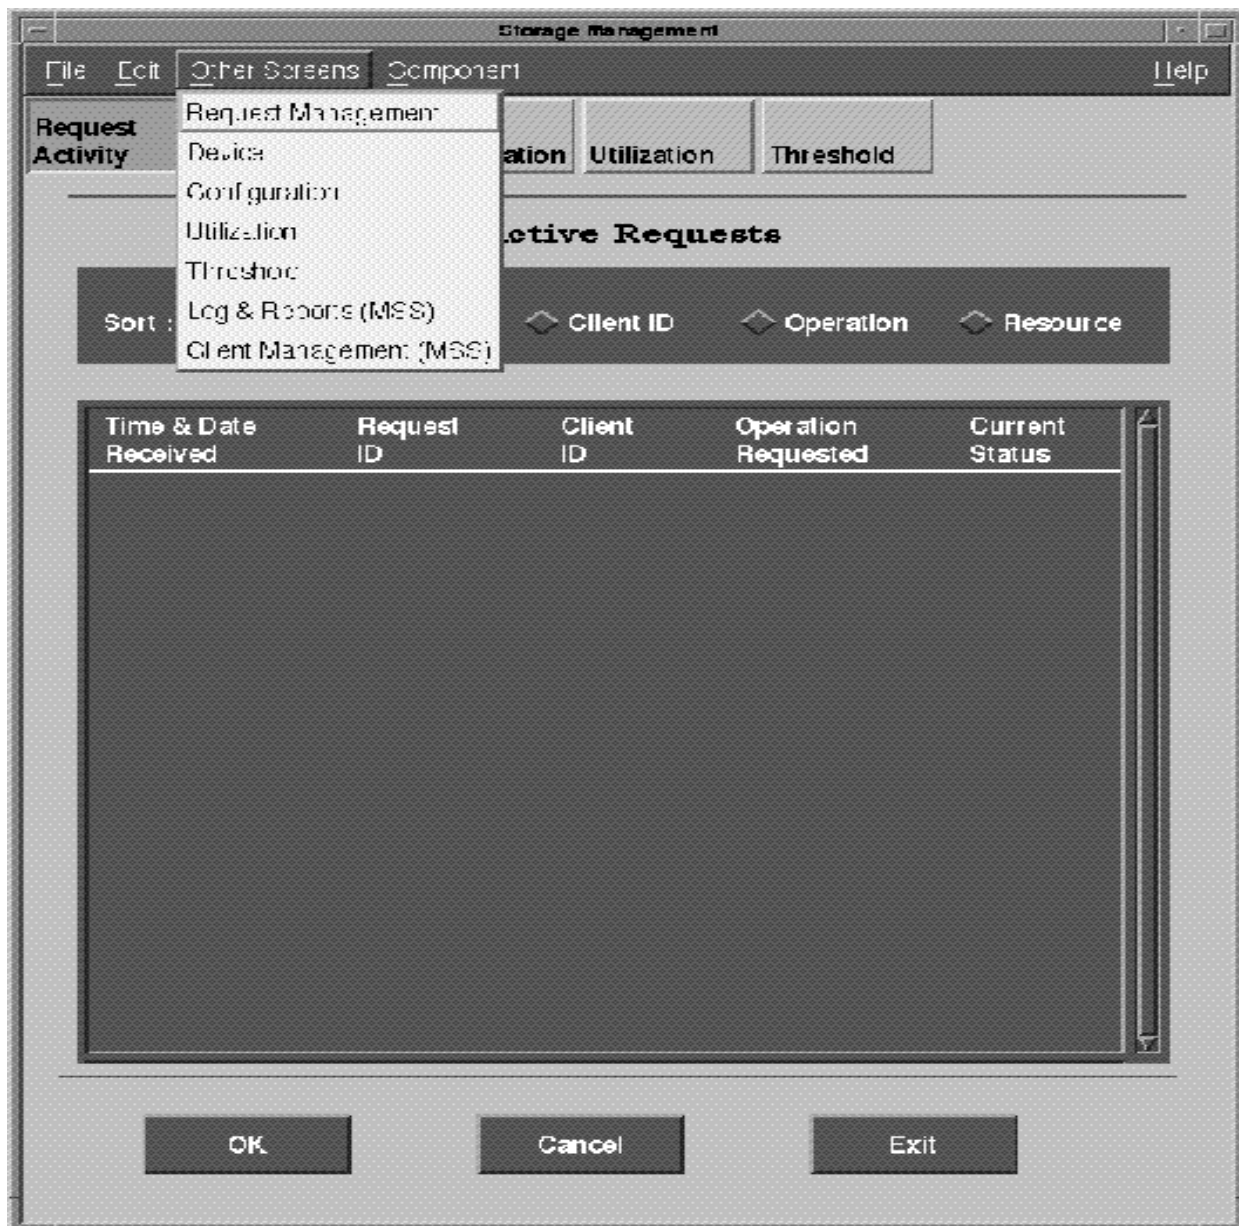 Storage Management
File Edit Other Screens Component Help
Request Management
Device
Configuration
Utilization
Threshold
Log & Reports (MSS)
Client Management (MSS)
Request
Activity
ation Utilization Threshold
ctive Requests
Sort : Client ID Operation Resource
Time & Date Request Client Operation Current
Received ID ID Requested Status
OK Cancel Exit